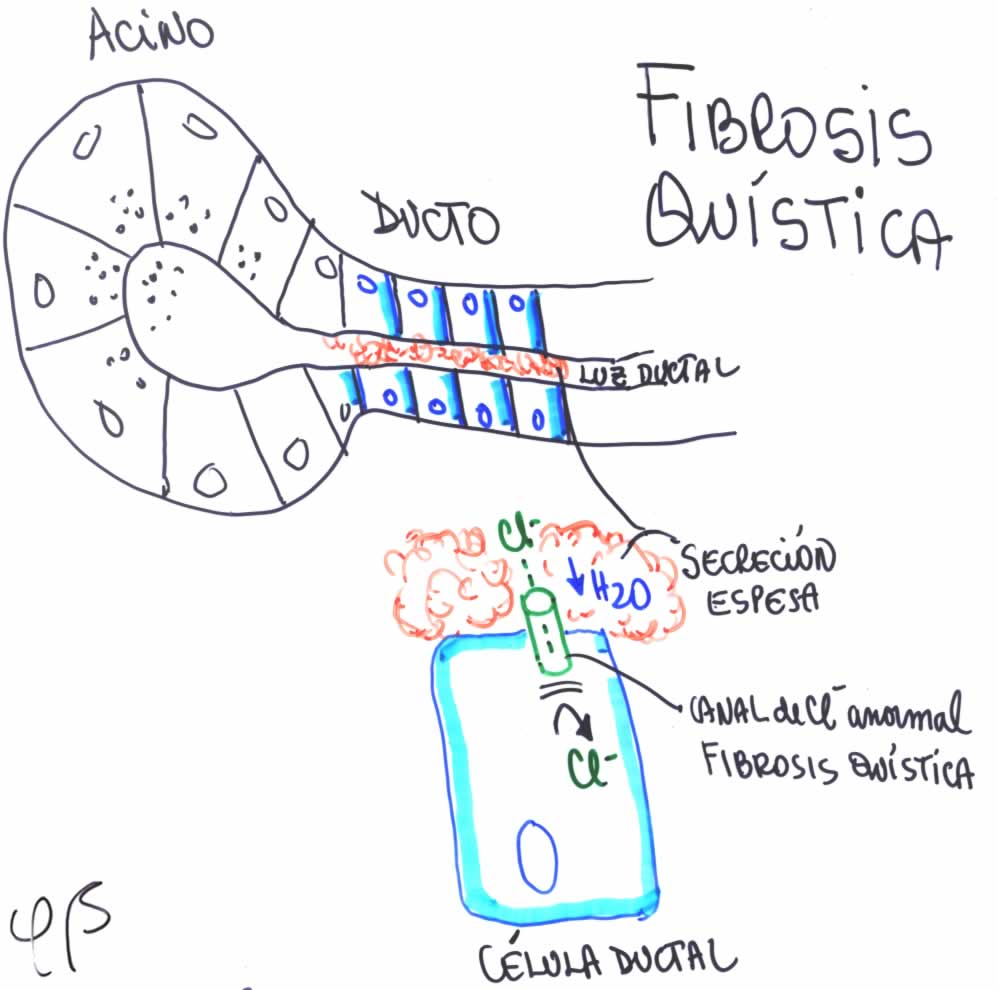 ACiNO
FIBROSIS
QUÍSTICA
DUCTO
LUZ DUCTAL
Cl-
↓ H2O
SECRECIÓN
ESPESA
CANAL de Cl- anormal
FIBROSIS QUÍSTICA
Cl-
CÉLULA DUCTAL